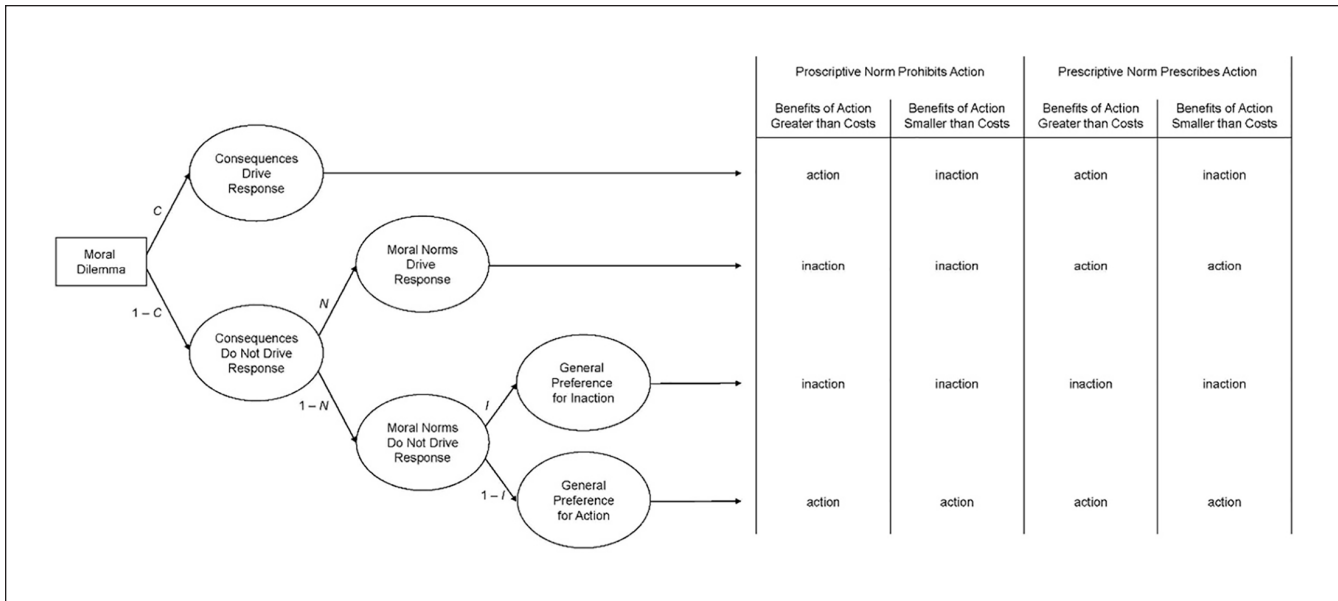 Proscriptive Norm Prohibits Action
Prescriptive Norm Prescribes Action
Benefits of Action
Greater than Costs
Benefits of Action
Smaller than Costs
Benefits of Action
Greater than Costs
Benefits of Action
Smaller than Costs
Moral
Dilemma
C
1 – C
Consequences
Drive
Response
action
inaction
action
inaction
Consequences
Do Not Drive
Response
N
1 – N
Moral Norms
Drive
Response
inaction
inaction
action
action
Moral Norms
Do Not Drive
Response
I
1 – I
General
Preference
for Inaction
inaction
inaction
inaction
inaction
General
Preference
for Action
action
action
action
action